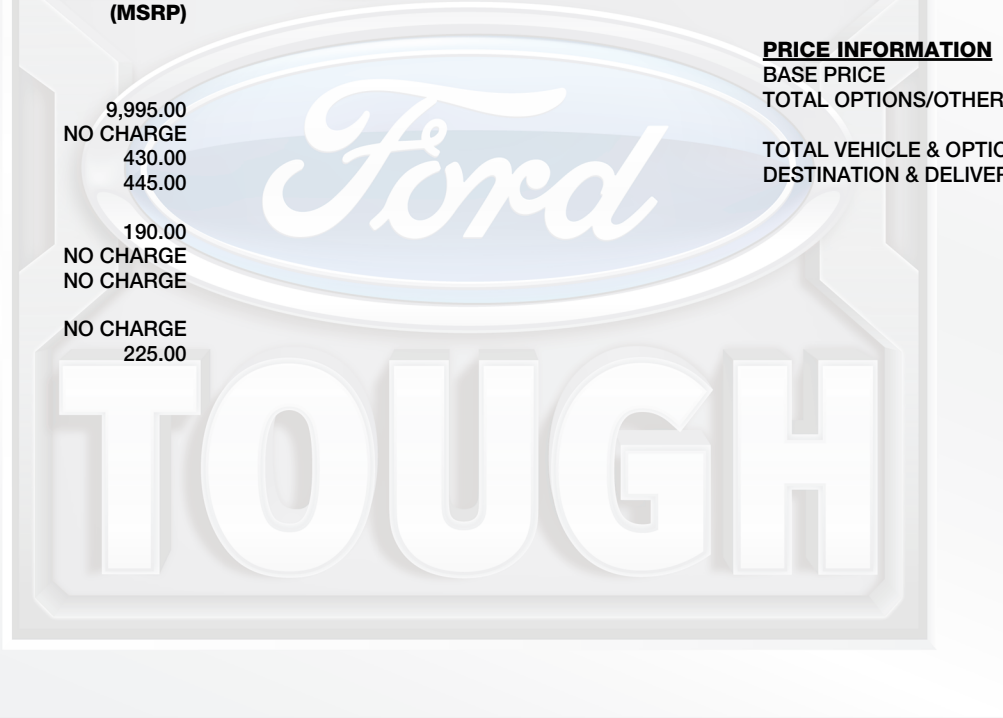 (MSRP)
9,995.00
NO CHARGE
430.00
445.00
190.00
NO CHARGE
NO CHARGE
NO CHARGE
225.00
PRICE INFORMATION
BASE PRICE
TOTAL OPTIONS/OTHER
TOTAL VEHICLE & OPTIO
DESTINATION & DELIVER
Ford
TOUGH